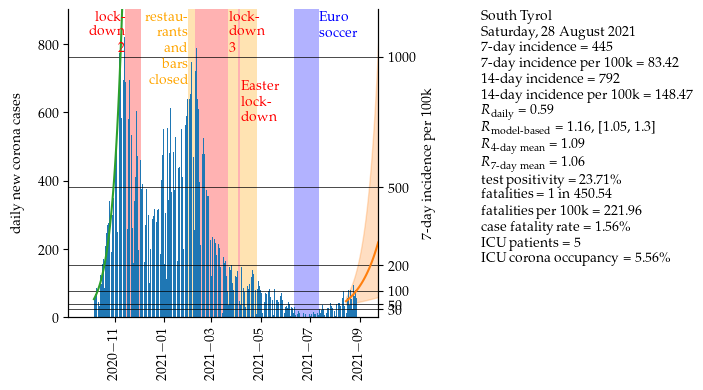 lock-
down
2
restau-
rants
and
bars
closed
lock-
down
3
Easter
lock-
down
Euro
soccer
daily new corona cases
0
200
400
600
800
7-day incidence per 100k
1000
500
200
100
50
30
2020−11
2021−01
2021−03
2021−05
2021−07
2021−09
South Tyrol
Saturday, 28 August 2021
7-day incidence = 445
7-day incidence per 100k = 83.42
14-day incidence = 792
14-day incidence per 100k = 148.47
R daily = 0.59
R model-based = 1.16, [1.05, 1.3]
R 4-day mean = 1.09
R 7-day mean = 1.06
test positivity = 23.71%
fatalities = 1 in 450.54
fatalities per 100k = 221.96
case fatality rate = 1.56%
ICU patients = 5
ICU corona occupancy = 5.56%